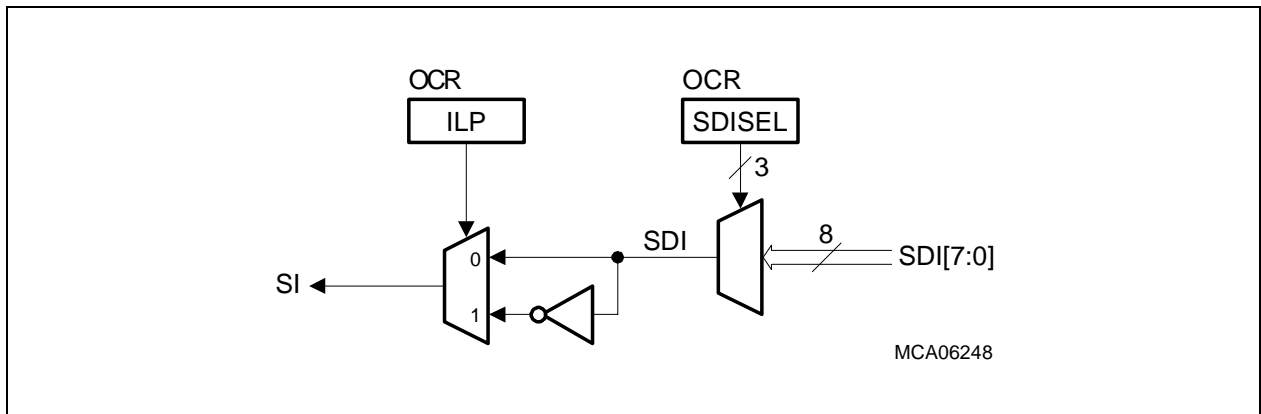 OCR
OCR
ILP
SDISEL
3
SDI
8
SDI[7:0]
0
SI
1
MCA06248